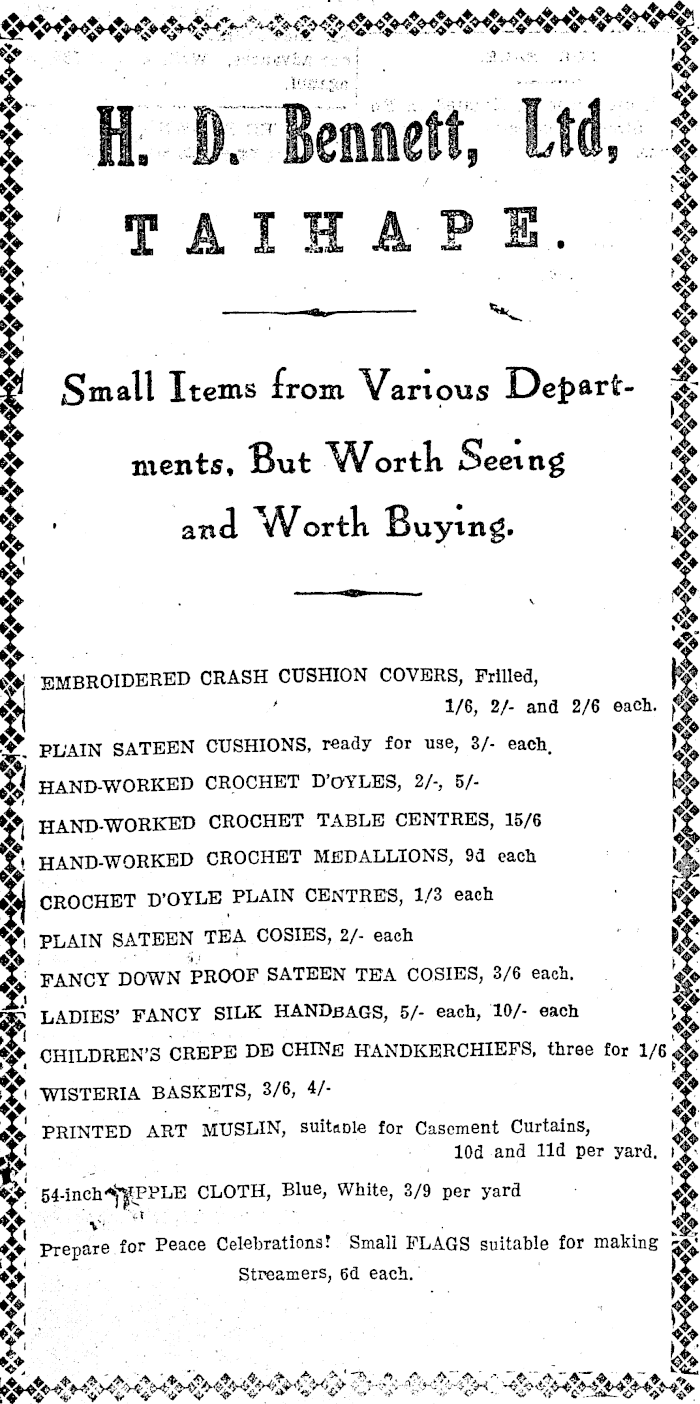 H. D. Bennett, Ltd,
TAIHAPE.
Small Items from Various Depart-
ments, But Worth Seeing
and Worth Buying.
EMBROIDERED CRASH CUSHION COVERS, Frilled,
1/6, 2/- and 2/6 each.
PLAIN SATEEN CUSHIONS, ready for use, 3/- each.
HAND-WORKED CROCHET D'OYLES, 2/-, 5/-
HAND-WORKED CROCHET TABLE CENTRES, 15/6
HAND-WORKED CROCHET MEDALLIONS, 9d each
CROCHET D'OYLE PLAIN CENTRES, 1/3 each
PLAIN SATEEN TEA COSIES, 2/- each
FANCY DOWN PROOF SATEEN TEA COSIES, 3/6 each.
LADIES' FANCY SILK HANDBAGS, 5/- each, 10/- each
CHILDREN'S CREPE DE CHINE HANDKERCHIEFS, three for 1/6
WISTERIA BASKETS, 3/6, 4/-
PRINTED ART MUSLIN, suitable for Casement Curtains,
10d and 11d per yard.
54-inch CLOTH, Blue, White, 3/9 per yard
Prepare for Peace Celebrations! Small FLAGS suitable for making
Streamers, 6d each.